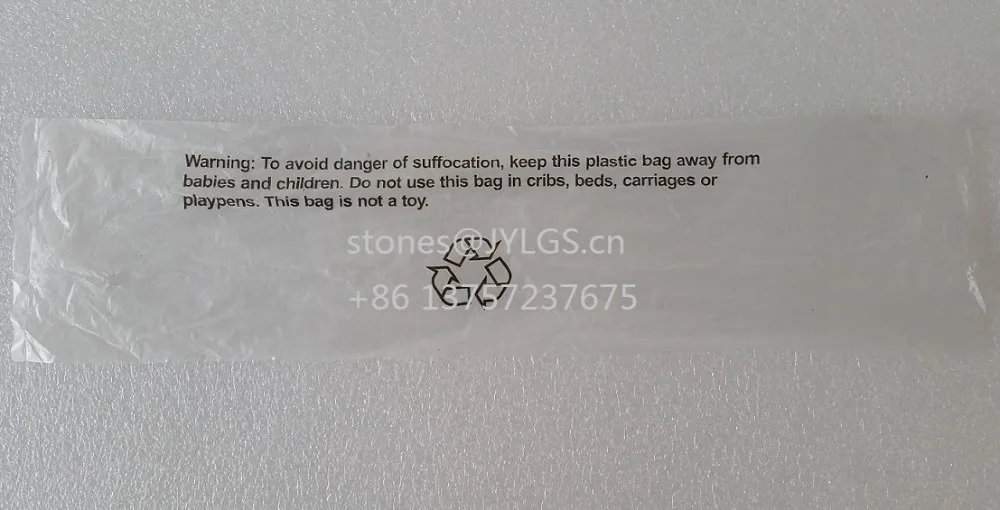 Warning: To avoid danger of suffocation, keep this plastic bag away from
babies and children. Do not use this bag in cribs, beds, carriages or
playpens. This bag is not a toy.
stones@JYLGS.cn
+86 13757237675